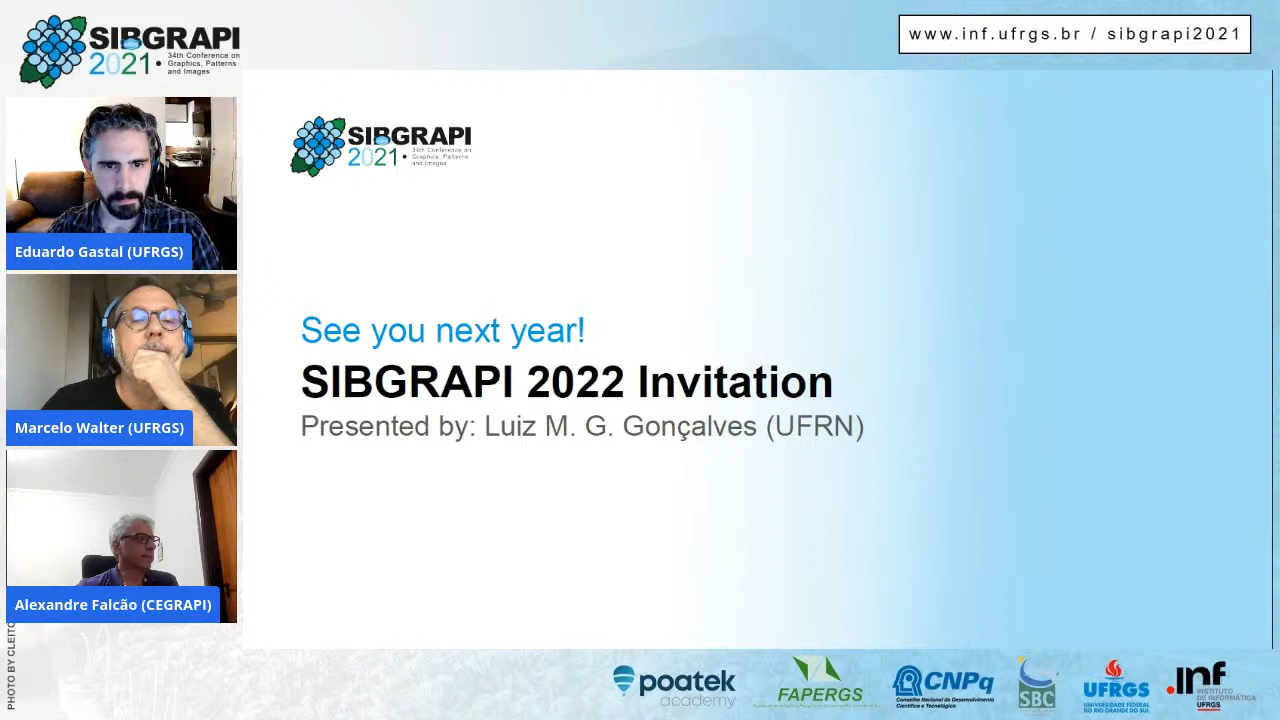 SIBGRAPI
2021 • 34th Conference on
Graphics, Patterns
and Images
www.inf.ufrgs.br / sibgrapi2021
SIBGRAPI
2021 • 34th Conference on
Graphics, Patterns
and Images
Eduardo Gastal (UFRGS)
See you next year!
SIBGRAPI 2022 Invitation
Presented by: Luiz M. G. Gonçalves (UFRN)
Marcelo Walter (UFRGS)
Alexandre Falcão (CEGRAPI)
PHOTO BY CLEITO
poatek
academy
FAPERGS
CNPq
Conselho Nacional de Desenvolvimento
Científico e Tecnológico
SBC
UFRGS
UNIVERSIDADE FEDERAL
DO RIO GRANDE DO SUL
.inf
INSTITUTO
DE INFORMÁTICA
UFRGS